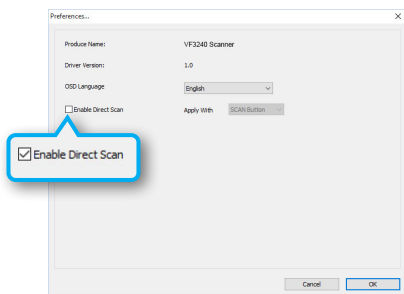 Preferences...
Produce Name: VF3240 Scanner
Driver Version: 1.0
OSD Language English
Enable Direct Scan Apply With SCAN Button
Enable Direct Scan
Cancel OK